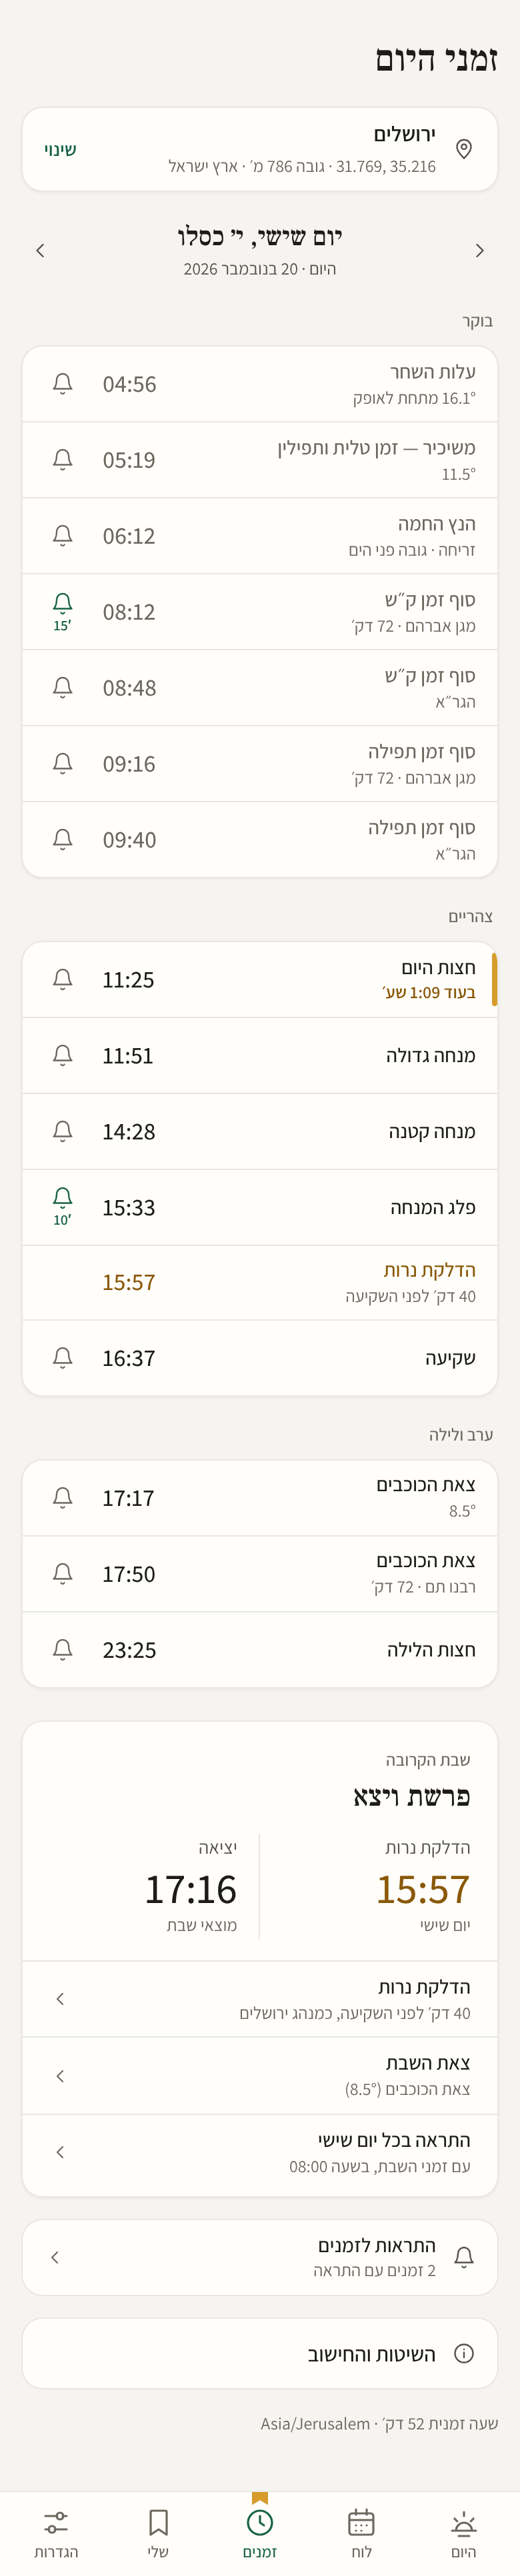 זמני היום
ירושלים
31.769, 35.216 · גובה 786 מ׳ · ארץ ישראל
שינוי
יום שישי, י׳ כסלו
היום · 20 בנובמבר 2026
בוקר
עלות השחר
16.1° מתחת לאופק
04:56
משיכיר — זמן טלית ותפילין
11.5°
05:19
הנץ החמה
זריחה · גובה פני הים
06:12
סוף זמן ק״ש
מגן אברהם · 72 דק׳
08:12
15′
סוף זמן ק״ש
הגר״א
08:48
סוף זמן תפילה
מגן אברהם · 72 דק׳
09:16
סוף זמן תפילה
הגר״א
09:40
צהריים
חצות היום
בעוד 1:09 שע׳
11:25
מנחה גדולה
11:51
מנחה קטנה
14:28
פלג המנחה
15:33
10′
הדלקת נרות
40 דק׳ לפני השקיעה
15:57
שקיעה
16:37
ערב ולילה
צאת הכוכבים
8.5°
17:17
צאת הכוכבים
רבנו תם · 72 דק׳
17:50
חצות הלילה
23:25
שבת הקרובה
פרשת ויצא
הדלקת נרות
15:57
יום שישי
יציאה
17:16
מוצאי שבת
הדלקת נרות
40 דק׳ לפני השקיעה, כמנהג ירושלים
צאת השבת
צאת הכוכבים (8.5°)
התראה בכל יום שישי
עם זמני השבת, בשעה 08:00
התראות לזמנים
2 זמנים עם התראה
השיטות והחישוב
שעה זמנית 52 דק׳ · Asia/Jerusalem
היום
לוח
זמנים
שלי
הגדרות